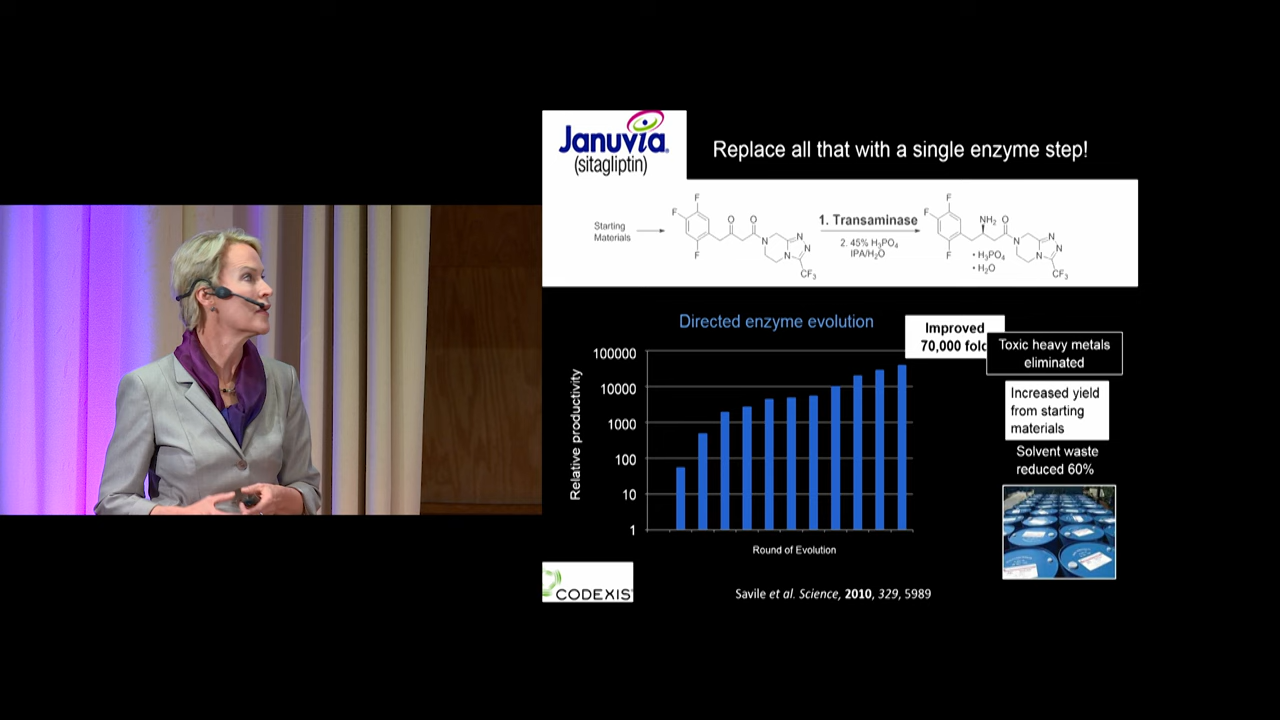 Januvia®
(sitagliptin)
Replace all that with a single enzyme step!
Starting
Materials
F
F
F
O
O
N
N
N
N
CF₃
1. Transaminase
2. 45% H₃PO₄
IPA/H₂O
F
F
F
NH₂
O
N
N
N
N
CF₃
• H₃PO₄
• H₂O
Directed enzyme evolution
Improved
70,000 fold
Toxic heavy metals
eliminated
Increased yield
from starting
materials
Solvent waste
reduced 60%
Relative productivity
100000
10000
1000
100
10
1
Round of Evolution
CODEXIS
Savile et al. Science, 2010, 329, 5989